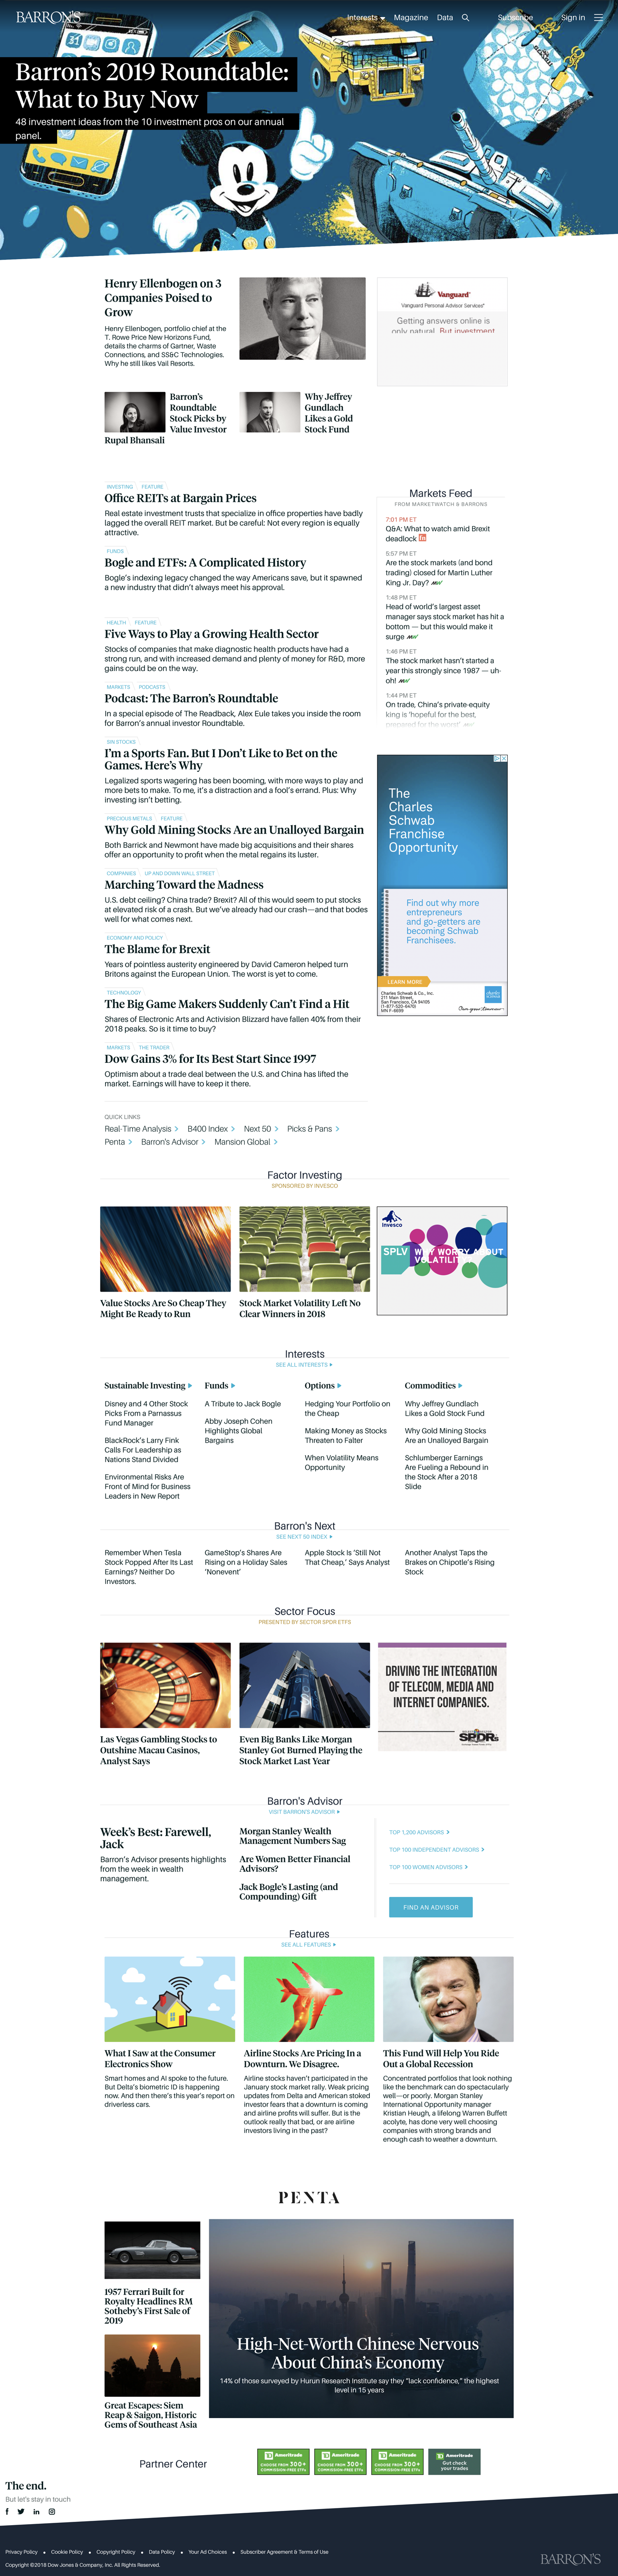 BARRON'S
Interests
Magazine
Data
Subscribe
Sign in
Barron's 2019 Roundtable:
What to Buy Now
48 investment ideas from the 10 investment pros on our annual
panel.
Henry Ellenbogen on 3
Companies Poised to
Grow
Henry Ellenbogen, portfolio chief at the
T. Rowe Price New Horizons Fund,
details the charms of Gartner, Waste
Connections, and SS&C Technologies.
Why he still likes Vail Resorts.
Vanguard
Vanguard Personal Advisor Services®
Getting answers online is
only natural. But investment
Barron's
Roundtable
Stock Picks by
Value Investor
Rupal Bhansali
Why Jeffrey
Gundlach
Likes a Gold
Stock Fund
INVESTING FEATURE
Office REITs at Bargain Prices
Real estate investment trusts that specialize in office properties have badly
lagged the overall REIT market. But be careful: Not every region is equally
attractive.
FUNDS
Bogle and ETFs: A Complicated History
Bogle's indexing legacy changed the way Americans save, but it spawned
a new industry that didn't always meet his approval.
HEALTH FEATURE
Five Ways to Play a Growing Health Sector
Stocks of companies that make diagnostic health products have had a
strong run, and with increased demand and plenty of money for R&D, more
gains could be on the way.
MARKETS PODCASTS
Podcast: The Barron's Roundtable
In a special episode of The Readback, Alex Eule takes you inside the room
for Barron's annual investor Roundtable.
SIN STOCKS
I'm a Sports Fan. But I Don't Like to Bet on the
Games. Here's Why
Legalized sports wagering has been booming, with more ways to play and
more bets to make. To me, it's a distraction and a fool's errand. Plus: Why
investing isn't betting.
PRECIOUS METALS FEATURE
Why Gold Mining Stocks Are an Unalloyed Bargain
Both Barrick and Newmont have made big acquisitions and their shares
offer an opportunity to profit when the metal regains its luster.
COMPANIES UP AND DOWN WALL STREET
Marching Toward the Madness
U.S. debt ceiling? China trade? Brexit? All of this would seem to put stocks
at elevated risk of a crash. But we've already had our crash—and that bodes
well for what comes next.
ECONOMY AND POLICY
The Blame for Brexit
Years of pointless austerity engineered by David Cameron helped turn
Britons against the European Union. The worst is yet to come.
TECHNOLOGY
The Big Game Makers Suddenly Can't Find a Hit
Shares of Electronic Arts and Activision Blizzard have fallen 40% from their
2018 peaks. So is it time to buy?
MARKETS THE TRADER
Dow Gains 3% for Its Best Start Since 1997
Optimism about a trade deal between the U.S. and China has lifted the
market. Earnings will have to keep it there.
Markets Feed
FROM MARKETWATCH & BARRONS
7:01 PM ET
Q&A: What to watch amid Brexit
deadlock
5:57 PM ET
Are the stock markets (and bond
trading) closed for Martin Luther
King Jr. Day?
1:48 PM ET
Head of world's largest asset
manager says stock market has hit a
bottom — but this would make it
surge
1:46 PM ET
The stock market hasn't started a
year this strongly since 1987 — uh-
oh!
1:44 PM ET
On trade, China's private-equity
king is 'hopeful for the best,
prepared for the worst'
The
Charles
Schwab
Franchise
Opportunity
Find out why more
entrepreneurs
and go-getters are
becoming Schwab
Franchisees.
LEARN MORE
Charles Schwab & Co., Inc.
211 Main Street,
San Francisco, CA 94105
(1-877-520-6470)
MN F-8699
charles
SCHWAB
Own your tomorrow
QUICK LINKS
Real-Time Analysis
B400 Index
Next 50
Picks & Pans
Penta
Barron's Advisor
Mansion Global
Factor Investing
SPONSORED BY INVESCO
Value Stocks Are So Cheap They
Might Be Ready to Run
Stock Market Volatility Left No
Clear Winners in 2018
Invesco
SPLV
WHY WORRY ABOUT
VOLATILIT
Interests
SEE ALL INTERESTS
Sustainable Investing
Disney and 4 Other Stock
Picks From a Parnassus
Fund Manager
BlackRock's Larry Fink
Calls For Leadership as
Nations Stand Divided
Environmental Risks Are
Front of Mind for Business
Leaders in New Report
Funds
A Tribute to Jack Bogle
Abby Joseph Cohen
Highlights Global
Bargains
Options
Hedging Your Portfolio on
the Cheap
Making Money as Stocks
Threaten to Falter
When Volatility Means
Opportunity
Commodities
Why Jeffrey Gundlach
Likes a Gold Stock Fund
Why Gold Mining Stocks
Are an Unalloyed Bargain
Schlumberger Earnings
Are Fueling a Rebound in
the Stock After a 2018
Slide
Barron's Next
SEE NEXT 50 INDEX
Remember When Tesla
Stock Popped After Its Last
Earnings? Neither Do
Investors.
GameStop's Shares Are
Rising on a Holiday Sales
'Nonevent'
Apple Stock Is 'Still Not
That Cheap,' Says Analyst
Another Analyst Taps the
Brakes on Chipotle's Rising
Stock
Sector Focus
PRESENTED BY SECTOR SPDR ETFS
Las Vegas Gambling Stocks to
Outshine Macau Casinos,
Analyst Says
Even Big Banks Like Morgan
Stanley Got Burned Playing the
Stock Market Last Year
DRIVING THE INTEGRATION
OF TELECOM, MEDIA AND
INTERNET COMPANIES.
SPDRs
Barron's Advisor
VISIT BARRON'S ADVISOR
Week's Best: Farewell,
Jack
Barron's Advisor presents highlights
from the week in wealth
management.
Morgan Stanley Wealth
Management Numbers Sag
Are Women Better Financial
Advisors?
Jack Bogle's Lasting (and
Compounding) Gift
TOP 1,200 ADVISORS
TOP 100 INDEPENDENT ADVISORS
TOP 100 WOMEN ADVISORS
FIND AN ADVISOR
Features
SEE ALL FEATURES
What I Saw at the Consumer
Electronics Show
Smart homes and AI spoke to the future.
But Delta's biometric ID is happening
now. And then there's this year's report on
driverless cars.
Airline Stocks Are Pricing In a
Downturn. We Disagree.
Airline stocks haven't participated in the
January stock market rally. Weak pricing
updates from Delta and American stoked
investor fears that a downturn is coming
and airline profits will suffer. But is the
outlook really that bad, or are airline
investors living in the past?
This Fund Will Help You Ride
Out a Global Recession
Concentrated portfolios that look nothing
like the benchmark can do spectacularly
well—or poorly. Morgan Stanley
International Opportunity manager
Kristian Heugh, a lifelong Warren Buffett
acolyte, has done very well choosing
companies with strong brands and
enough cash to weather a downturn.
PENTA
1957 Ferrari Built for
Royalty Headlines RM
Sotheby's First Sale of
2019
Great Escapes: Siem
Reap & Saigon, Historic
Gems of Southeast Asia
High-Net-Worth Chinese Nervous
About China's Economy
14% of those surveyed by Hurun Research Institute say they "lack confidence," the highest
level in 15 years
Partner Center
TD Ameritrade
CHOOSE FROM 300+
COMMISSION-FREE ETFs
TD Ameritrade
CHOOSE FROM 300+
COMMISSION-FREE ETFs
TD Ameritrade
CHOOSE FROM 300+
COMMISSION-FREE ETFs
TD Ameritrade
Gut check
your trades
The end.
But let's stay in touch
Privacy Policy
Cookie Policy
Copyright Policy
Data Policy
Your Ad Choices
Subscriber Agreement & Terms of Use
Copyright ©2018 Dow Jones & Company, Inc. All Rights Reserved.
BARRON'S